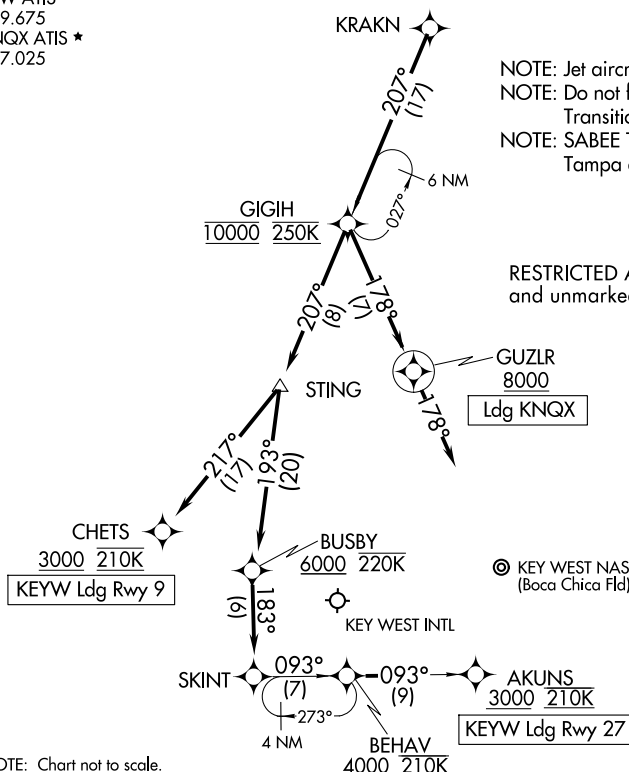 9.675
NQX ATIS ★
7.025
KRAKN
NOTE: Jet aircr
NOTE: Do not f
Transitio
NOTE: SABEE T
Tampa
207°
(17)
6 NM
027°
GIGIH
10000 250K
RESTRICTED A
and unmarked
207°
(8)
178°
(7)
GUZLR
8000
Ldg KNQX
178°
STING
217°
(17)
193°
(20)
CHETS
3000 210K
KEYW Ldg Rwy 9
BUSBY
6000 220K
KEY WEST NAS
(Boca Chica Fld)
KEY WEST INTL
183°
(6)
SKINT
093°
(7)
093°
(9)
AKUNS
3000 210K
KEYW Ldg Rwy 27
273°
4 NM
BEHAV
4000 210K
OTE: Chart not to scale.